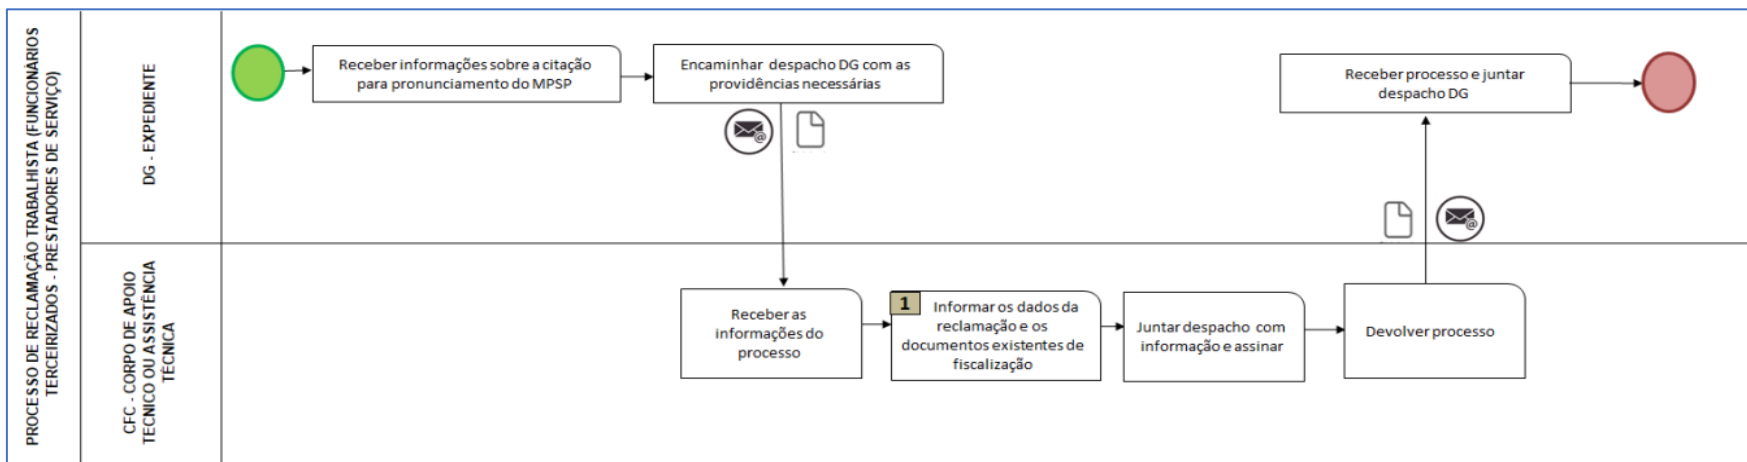 PROCESSO DE RECLAMAÇÃO TRABALHISTA (FUNCIONÁRIOS
TERCEIRIZADOS - PRESTADORES DE SERVIÇO)
DG - EXPEDIENTE
Receber informações sobre a citação
para pronunciamento do MPSP
Encaminhar despacho DG com as
providências necessárias
Receber processo e juntar
despacho DG
CFC - CORPO DE APOIO
TECNICO OU ASSISTÊNCIA
TÉCNICA
Receber as
informações do
processo
1
Informar os dados da
reclamação e os
documentos existentes de
fiscalização
Juntar despacho com
informação e assinar
Devolver processo